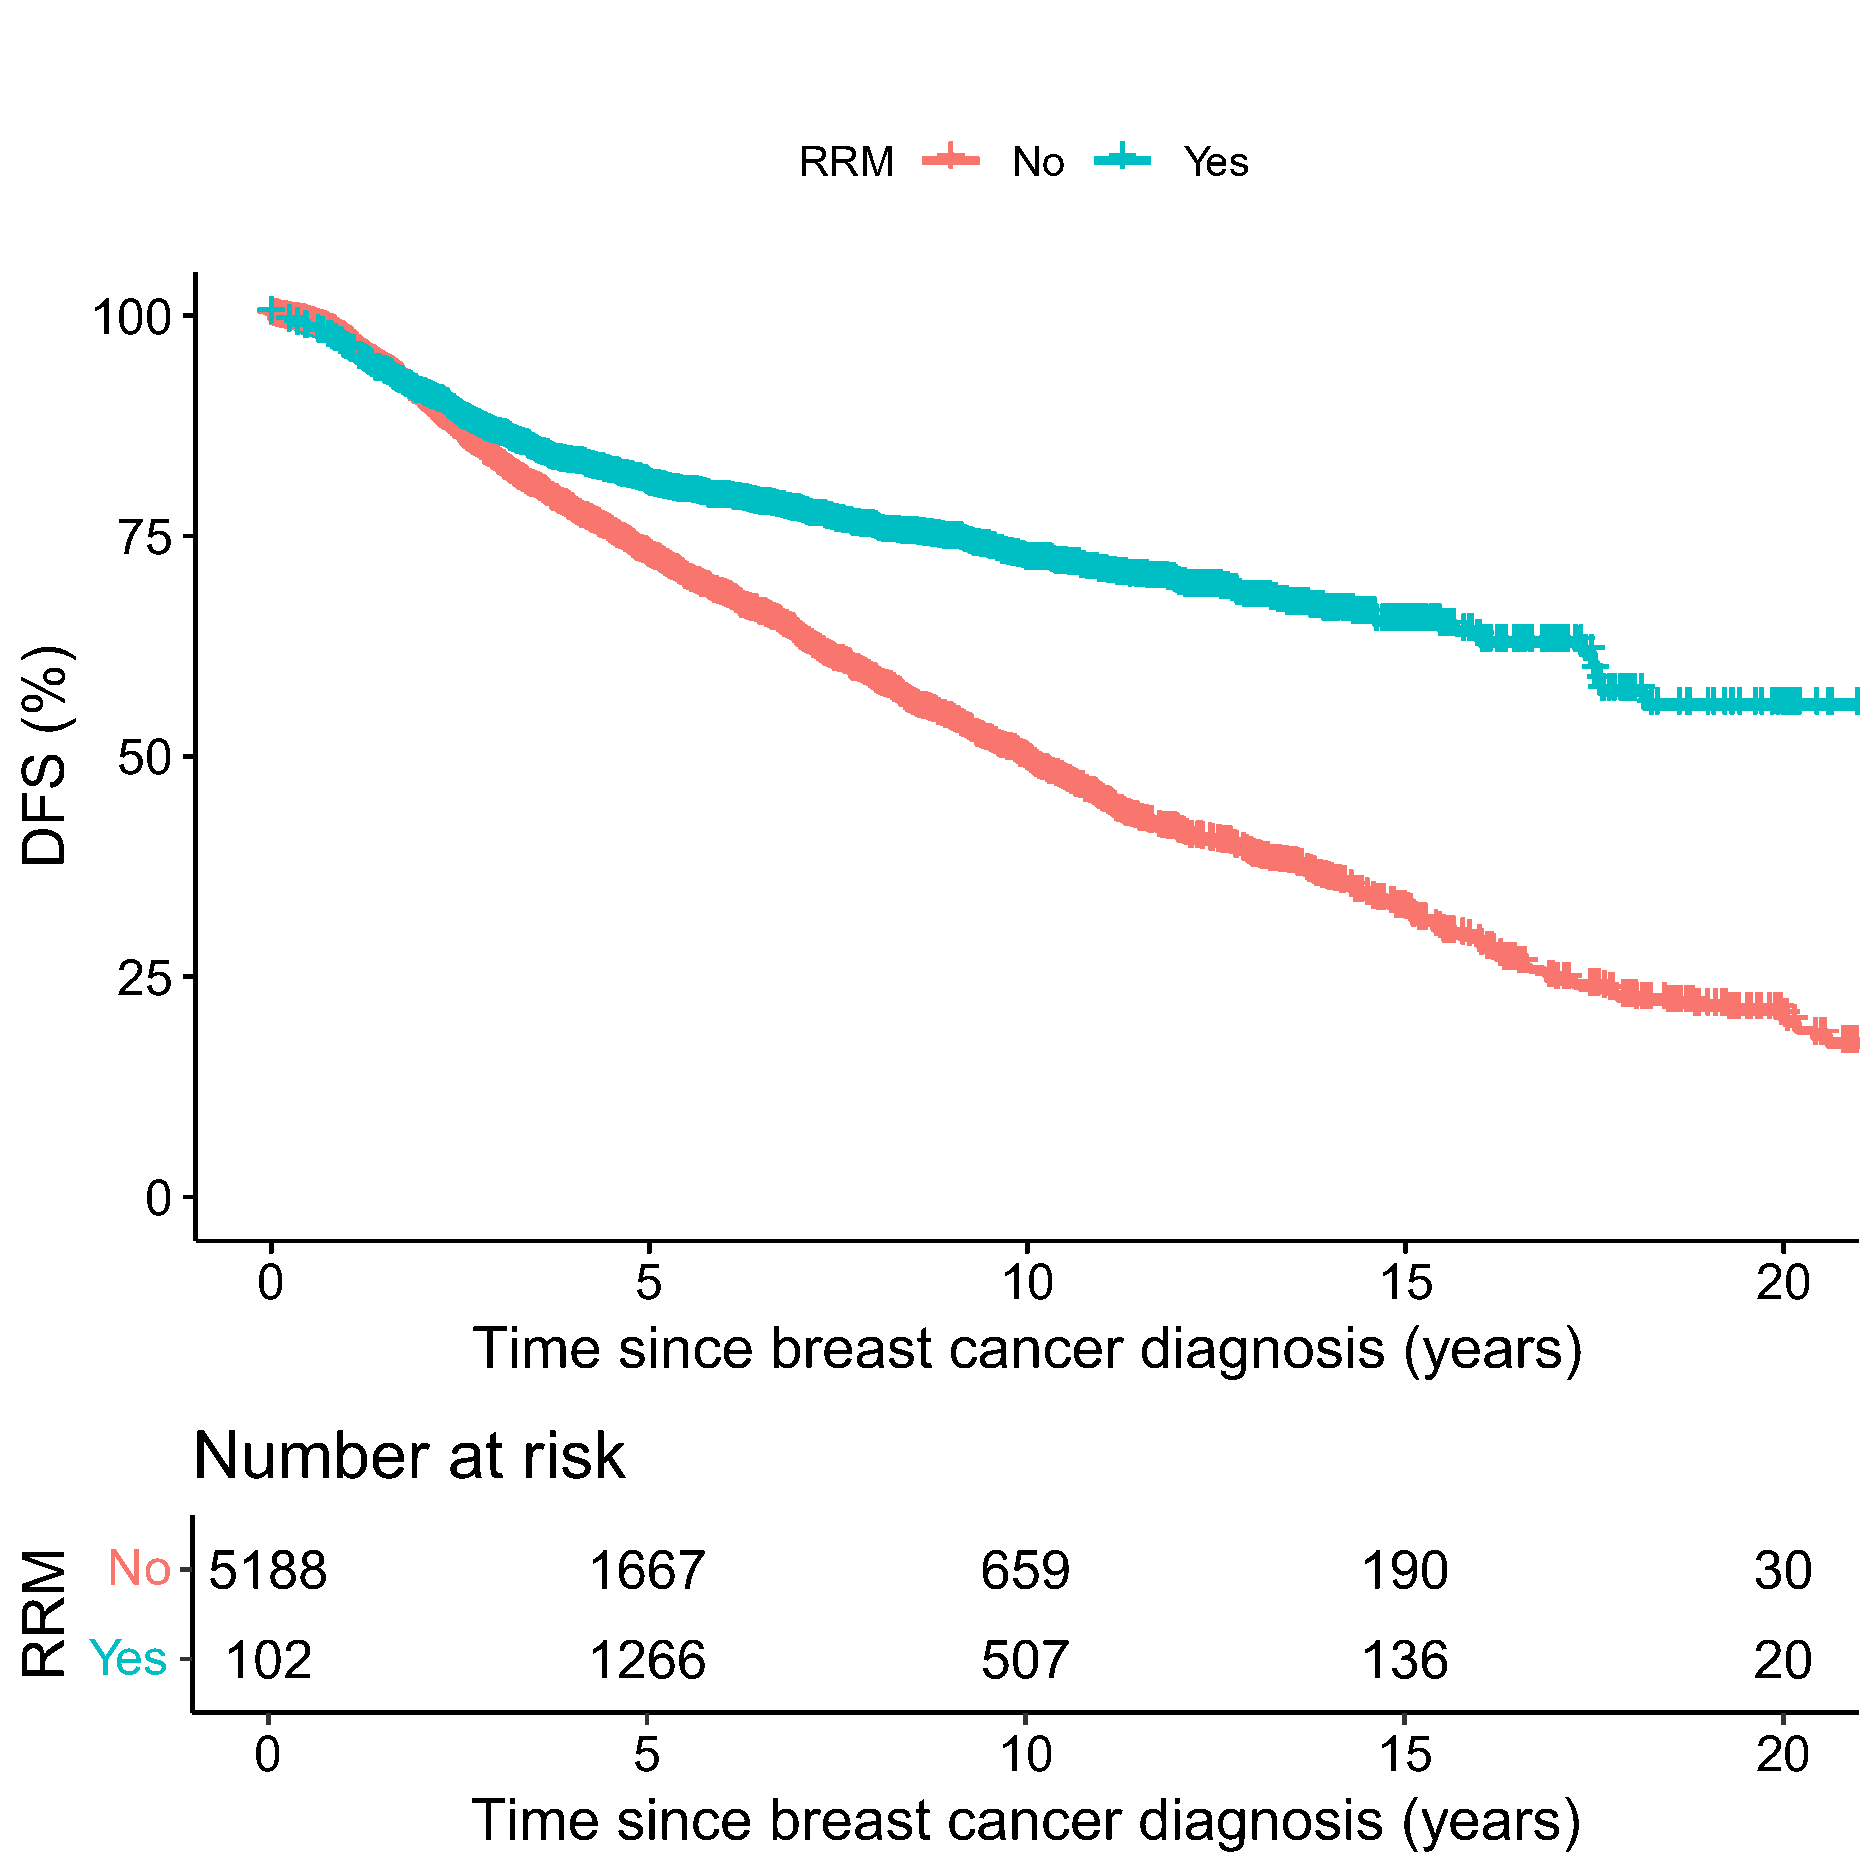 RRM No Yes
DFS (%)
100
75
50
25
0
0 5 10 15 20
Time since breast cancer diagnosis (years)
Number at risk
RRM
No 5188 1667 659 190 30
Yes 102 1266 507 136 20
0 5 10 15 20
Time since breast cancer diagnosis (years)